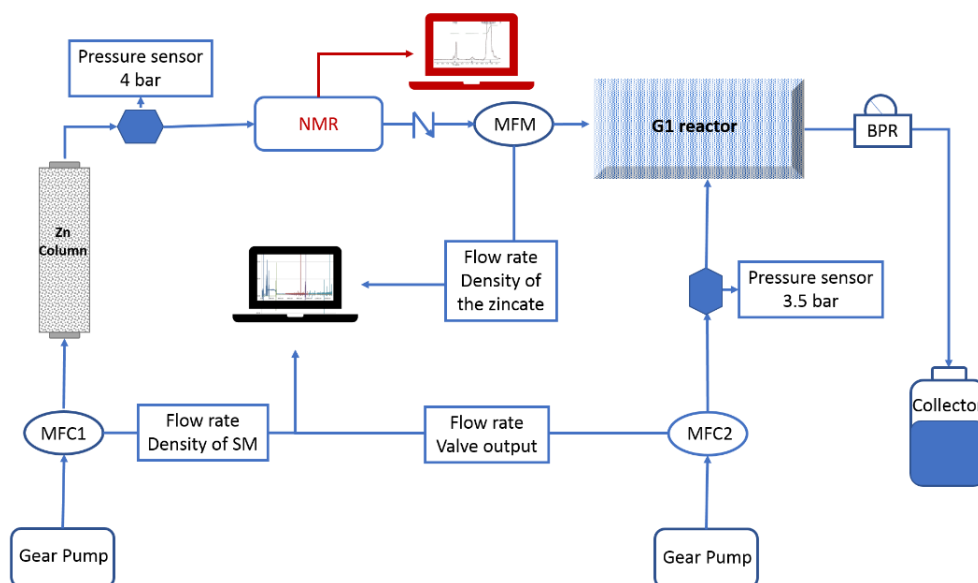 Pressure sensor
4 bar
NMR
MFM
G1 reactor
BPR
Zn
Column
Flow rate
Density of
the zincate
Pressure sensor
3.5 bar
Collector
MFC1
Flow rate
Density of SM
Flow rate
Valve output
MFC2
Gear Pump
Gear Pump